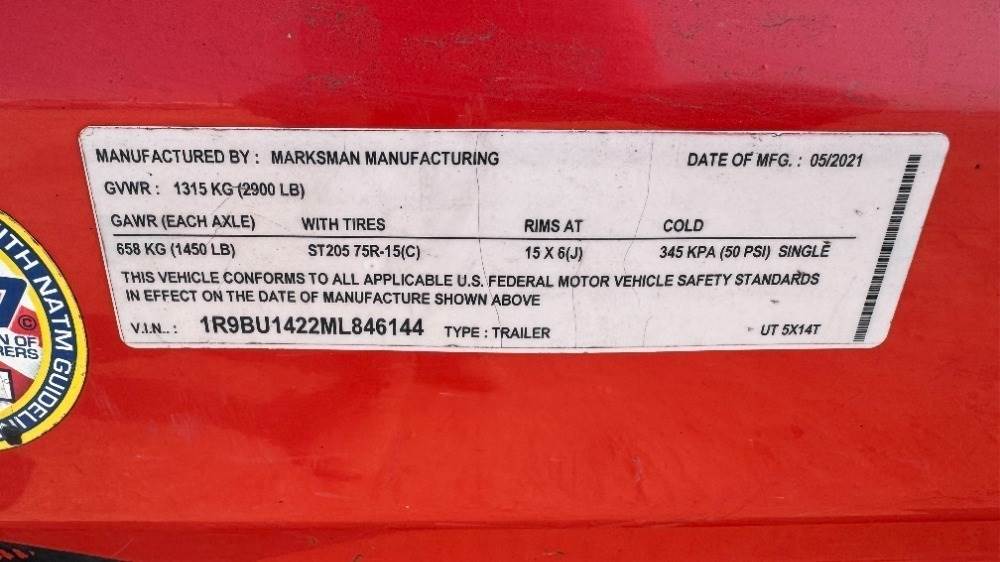 MANUFACTURED BY : MARKSMAN MANUFACTURING DATE OF MFG. : 05/2021
GVWR : 1315 KG (2900 LB)
GAWR (EACH AXLE) WITH TIRES RIMS AT COLD
658 KG (1450 LB) ST205 75R-15(C) 15 X 6(J) 345 KPA (50 PSI) SINGLE
THIS VEHICLE CONFORMS TO ALL APPLICABLE U.S. FEDERAL MOTOR VEHICLE SAFETY STANDARDS
IN EFFECT ON THE DATE OF MANUFACTURE SHOWN ABOVE
V.I.N.. : 1R9BU1422ML846144 TYPE : TRAILER UT 5X14T
NATM
©
OF